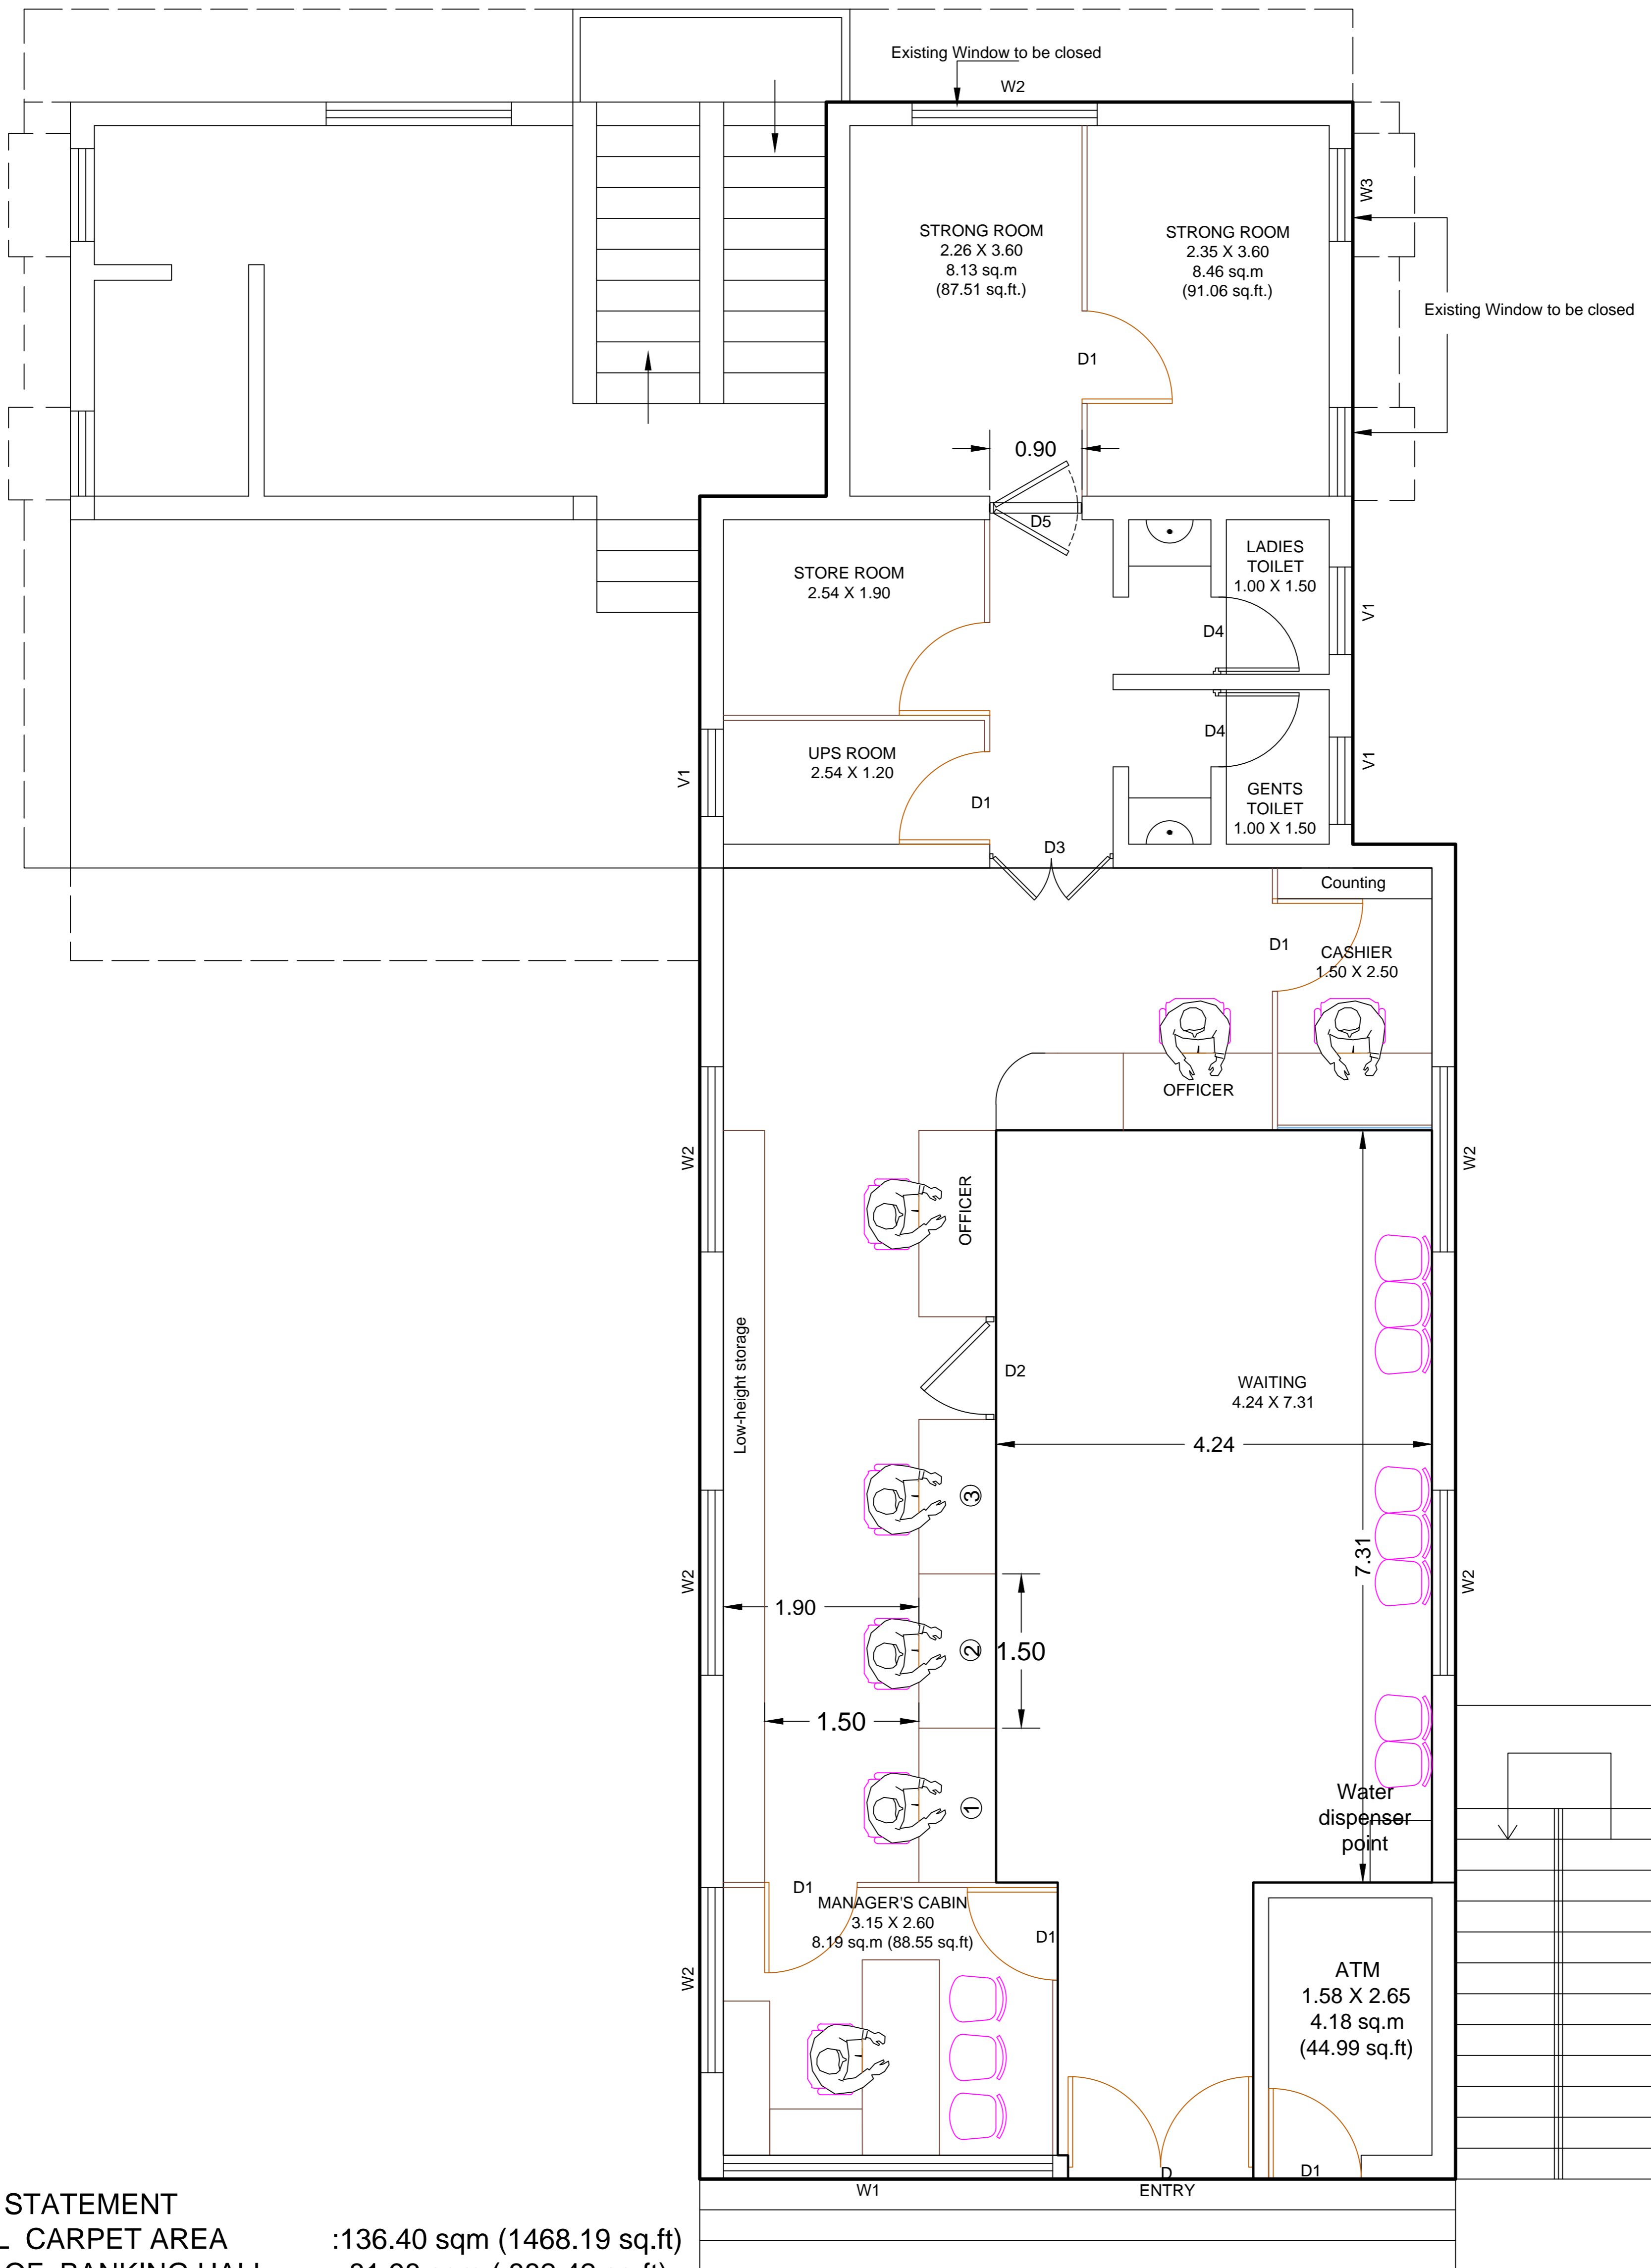 Existing Window to be closed
W2
W3
STRONG ROOM
2.26 X 3.60
8.13 sq.m
(87.51 sq.ft.)
STRONG ROOM
2.35 X 3.60
8.46 sq.m
(91.06 sq.ft.)
Existing Window to be closed
D1
0.90
D5
STORE ROOM
2.54 X 1.90
LADIES
TOILET
1.00 X 1.50
V1
D4
D4
UPS ROOM
2.54 X 1.20
V1
D1
V1
GENTS
TOILET
1.00 X 1.50
D3
Counting
D1
CASHIER
1.50 X 2.50
OFFICER
W2
W2
OFFICER
Low-height storage
D2
WAITING
4.24 X 7.31
4.24
3
7.31
W2
W2
1.90
2
1.50
1.50
1
Water
dispenser
point
D1
MANAGER'S CABIN
3.15 X 2.60
8.19 sq.m (88.55 sq.ft)
D1
W2
ATM
1.58 X 2.65
4.18 sq.m
(44.99 sq.ft)
D
D1
W1
ENTRY
STATEMENT
CARPET AREA :136.40 sqm (1468.19 sq.ft)
OF BANKING HALL